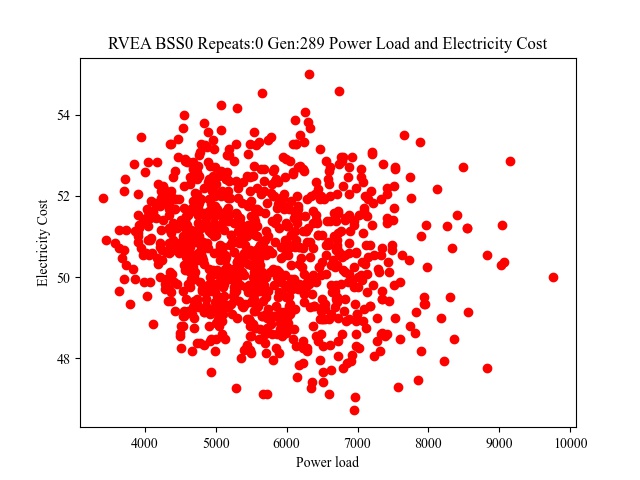 RVEA BSS0 Repeats:0 Gen:289 Power Load and Electricity Cost
54
52
50
48
Electricity Cost
4000 5000 6000 7000 8000 9000 10000
Power load